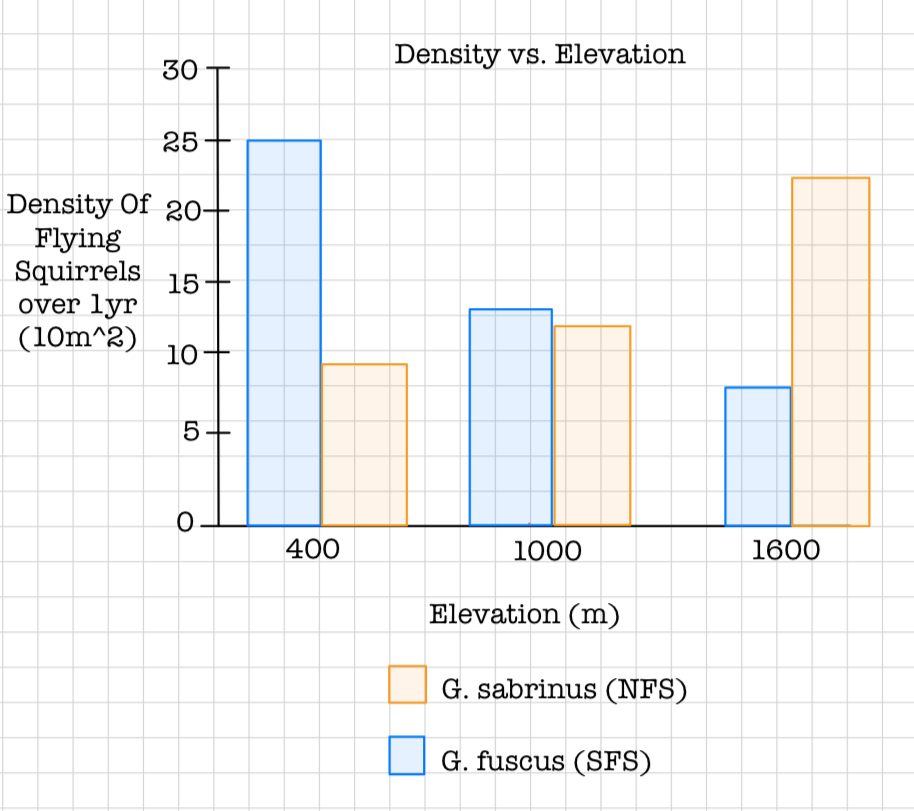 Density vs. Elevation
30
25
20
15
10
5
0
Density Of
Flying
Squirrels
over 1yr
(10m^2)
400
1000
1600
Elevation (m)
G. sabrinus (NFS)
G. fuscus (SFS)